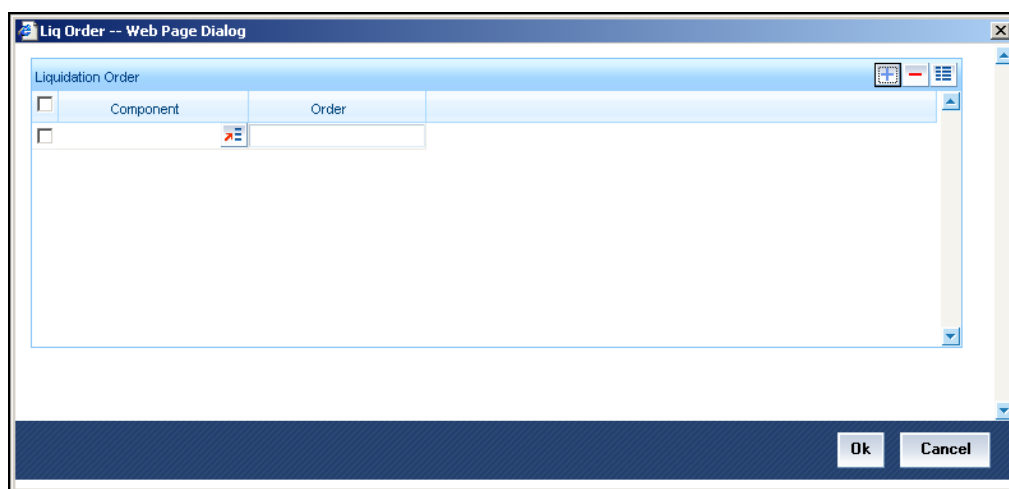 Liq Order -- Web Page Dialog
Liquidation Order
Component Order
Ok Cancel